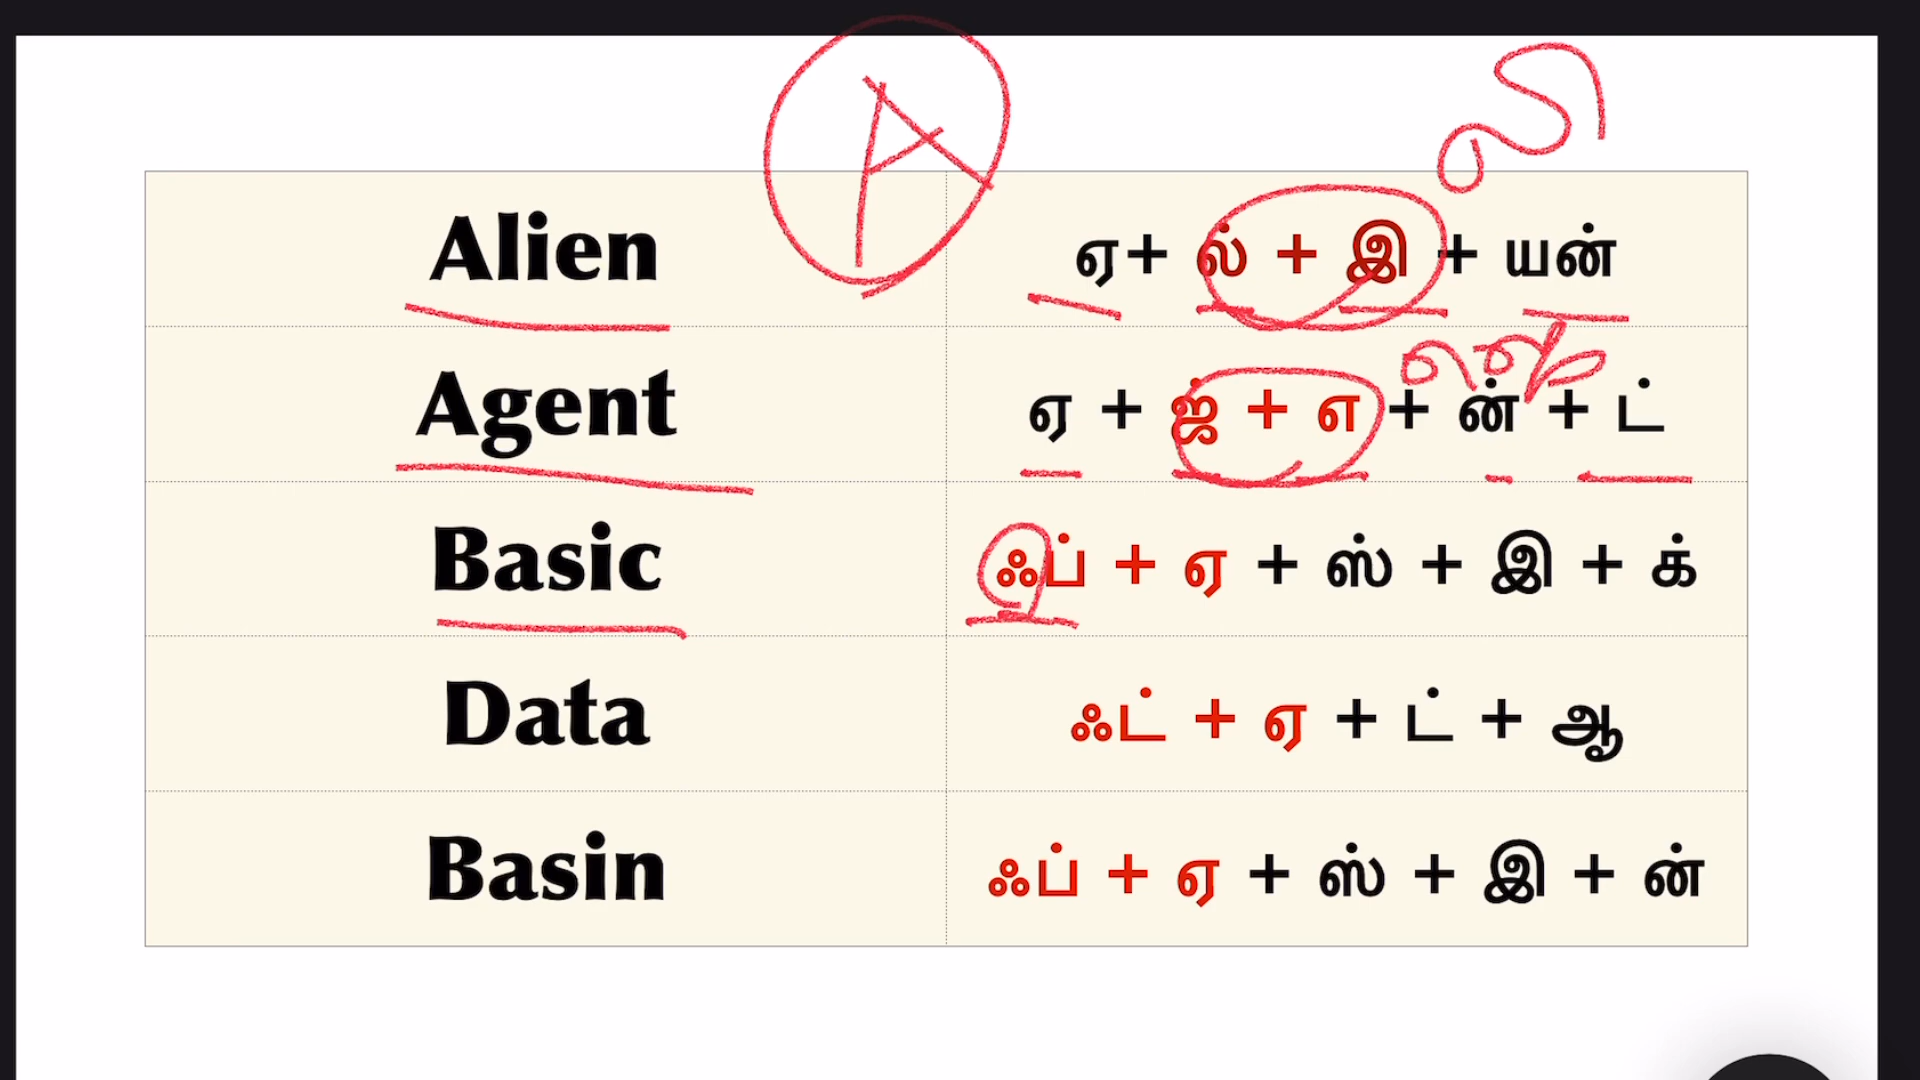 A
லி
Alien ஏ+ ல் + இ + யன்
Agent ஏ + ஜ் + எ + ன் + ட்
Basic ஃப் + ஏ + ஸ் + இ + க்
Data ஃட் + ஏ + ட் + ஆ
Basin ஃப் + ஏ + ஸ் + இ + ன்